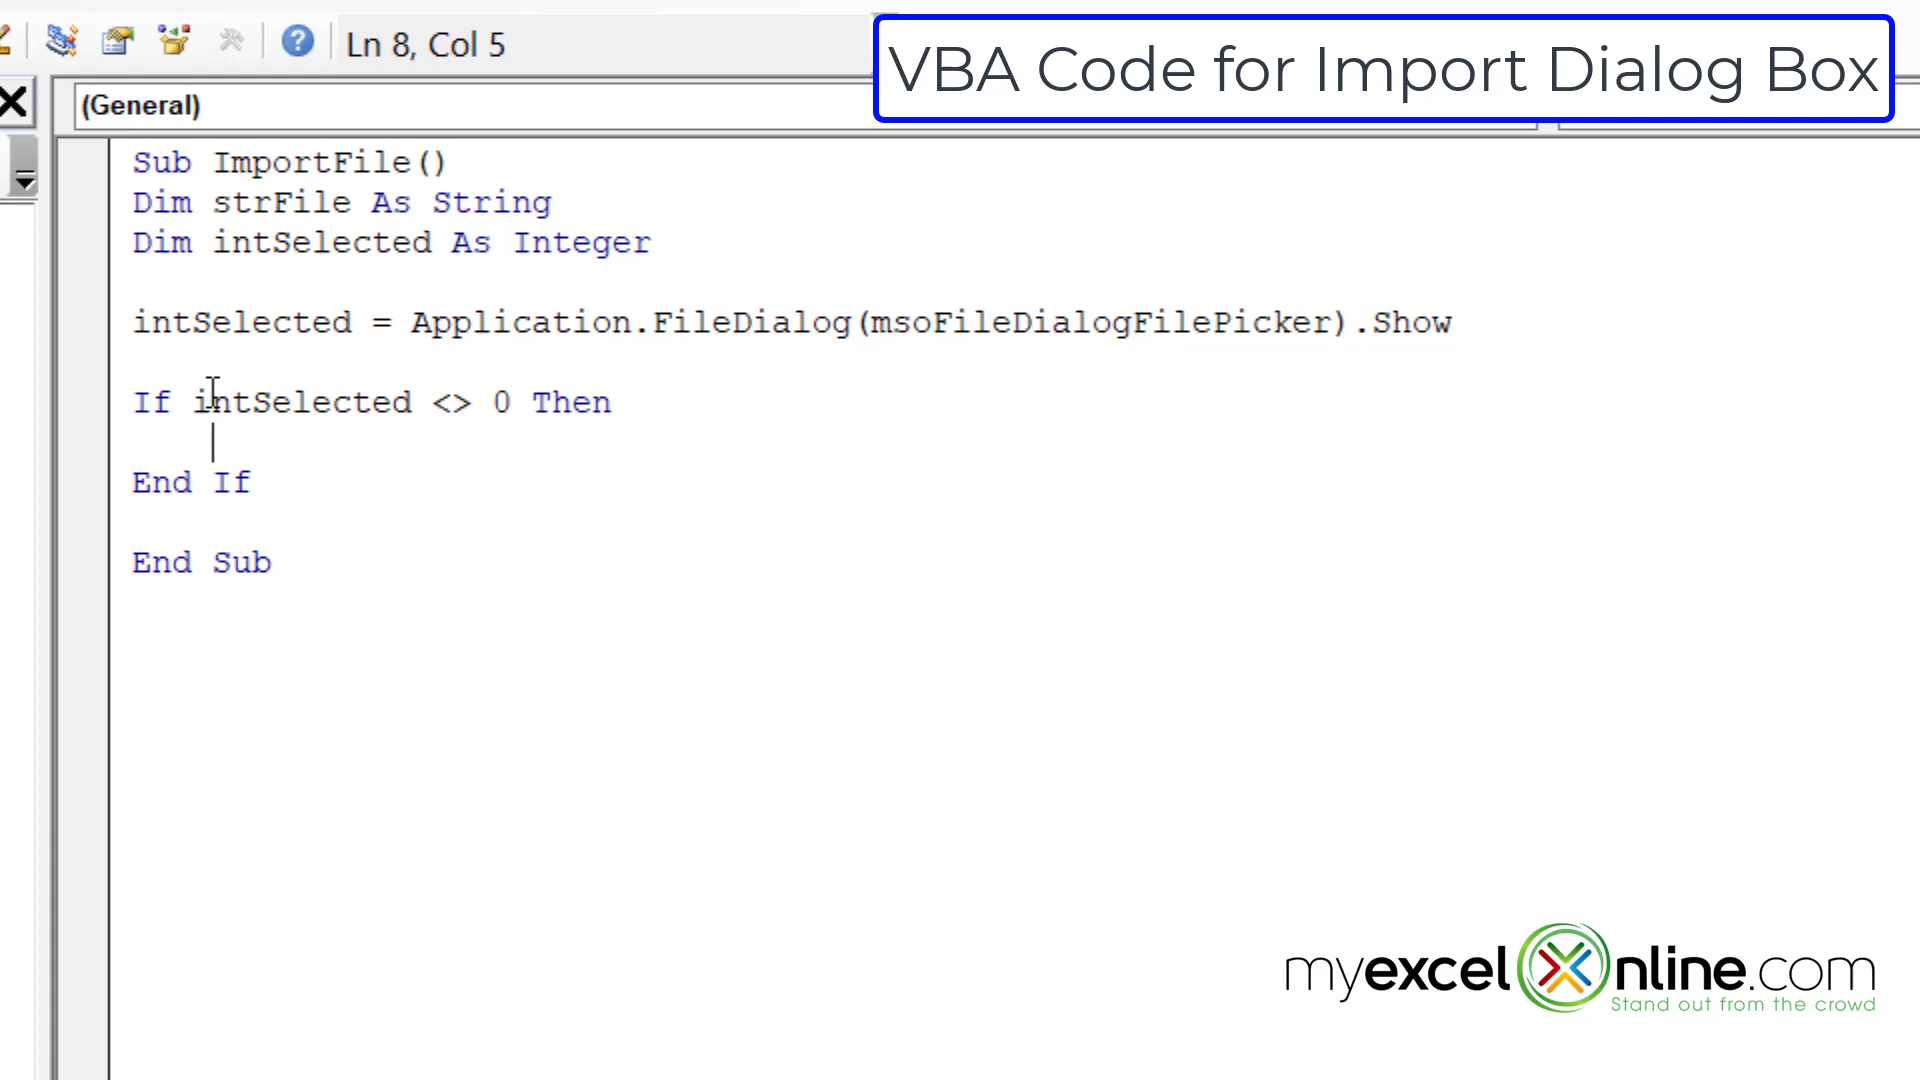 Ln 8, Col 5
VBA Code for Import Dialog Box
(General)
Sub ImportFile()
Dim strFile As String
Dim intSelected As Integer
intSelected = Application.FileDialog(msoFileDialogFilePicker).Show
If intSelected <> 0 Then
End If
End Sub
myexcelonline.com
Stand out from the crowd